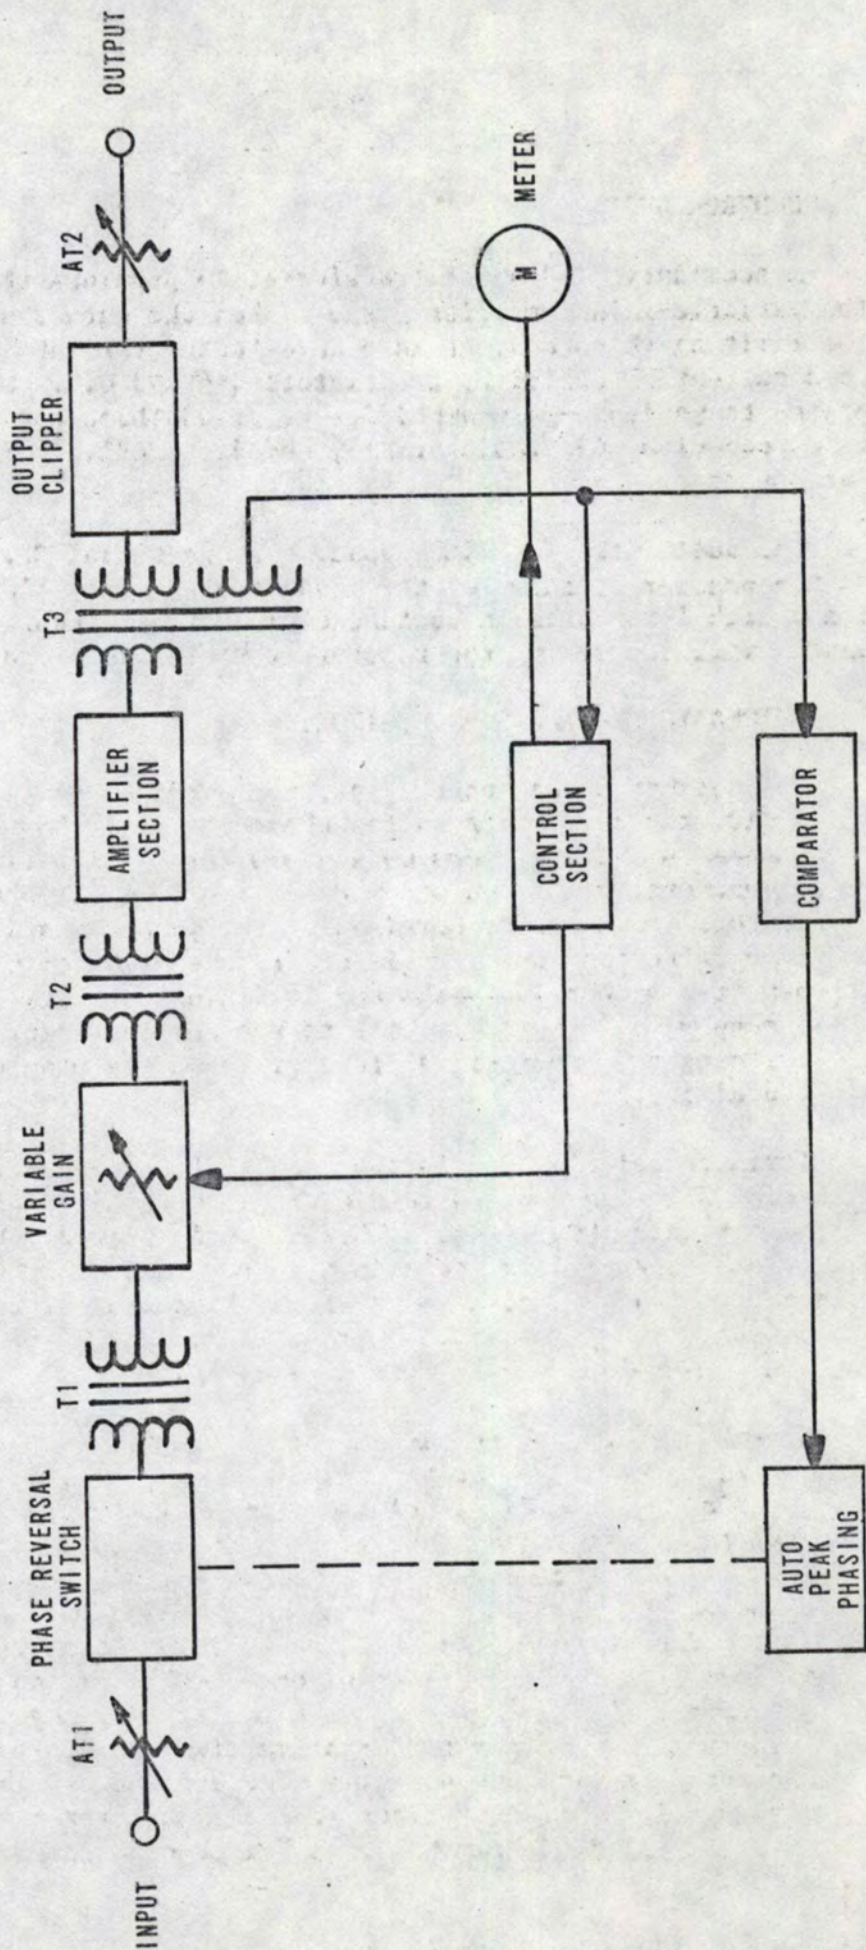 INPUT
AT1
PHASE REVERSAL
SWITCH
T1
VARIABLE
GAIN
T2
AMPLIFIER
SECTION
T3
OUTPUT
CLIPPER
AT2
OUTPUT
CONTROL
SECTION
M
METER
AUTO
PEAK
PHASING
COMPARATOR